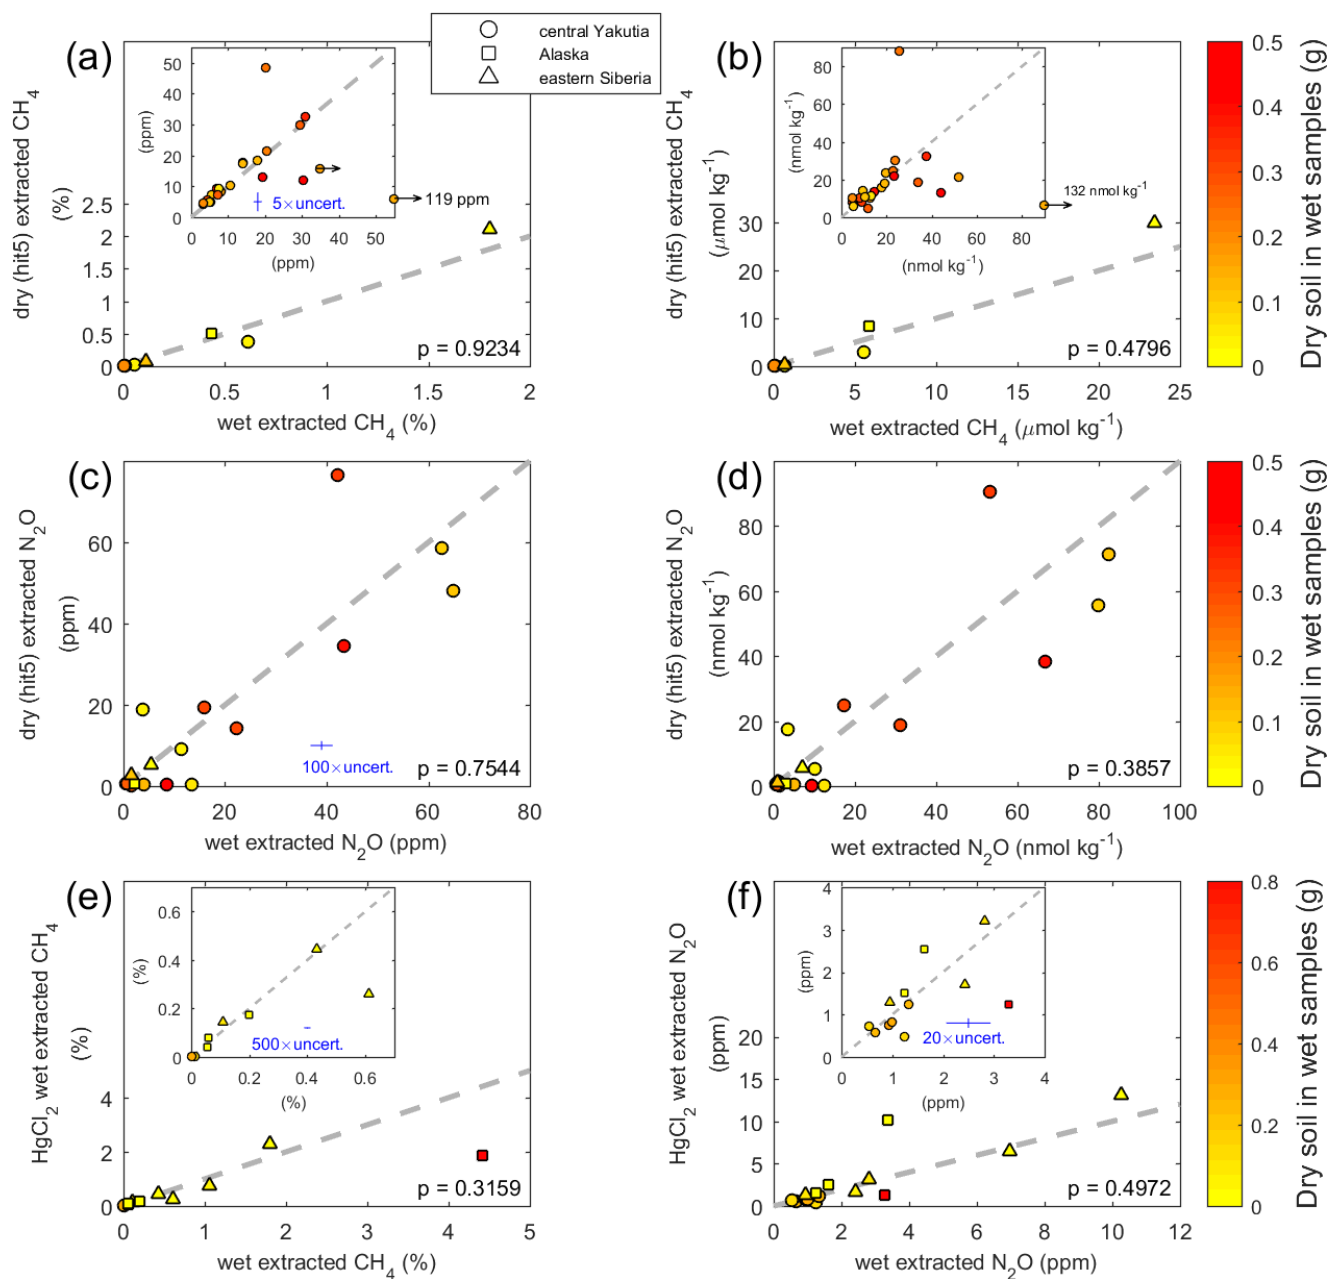 central Yakutia
Alaska
eastern Siberia
(a)
dry (hit5) extracted CH4
(%)
2.5
2
1.5
1
0.5
0
0 0.5 1 1.5 2
wet extracted CH4 (%)
p = 0.9234
(ppm)
50
40
30
20
10
0
0 10 20 30 40 50
(ppm)
5×uncert.
119 ppm
(b)
dry (hit5) extracted CH4
(μmol kg-1)
30
20
10
0
0 5 10 15 20 25
wet extracted CH4 (μmol kg-1)
p = 0.4796
(nmol kg-1)
80
60
40
20
0
0 20 40 60 80
(nmol kg-1)
132 nmol kg-1
0.5
0.4
0.3
0.2
0.1
0
Dry soil in wet samples (g)
(c)
dry (hit5) extracted N2O
(ppm)
60
40
20
0
0 20 40 60 80
wet extracted N2O (ppm)
100×uncert.
p = 0.7544
(d)
dry (hit5) extracted N2O
(nmol kg-1)
80
60
40
20
0
0 20 40 60 80 100
wet extracted N2O (nmol kg-1)
p = 0.3857
0.5
0.4
0.3
0.2
0.1
0
Dry soil in wet samples (g)
(e)
HgCl2 wet extracted CH4
(%)
4
2
0
0 1 2 3 4 5
wet extracted CH4 (%)
p = 0.3159
(%)
0.6
0.4
0.2
0
0 0.2 0.4 0.6
(%)
500×uncert.
(f)
HgCl2 wet extracted N2O
(ppm)
20
15
10
5
0
0 2 4 6 8 10 12
wet extracted N2O (ppm)
p = 0.4972
(ppm)
4
3
2
1
0
0 1 2 3 4
(ppm)
20×uncert.
0.8
0.6
0.4
0.2
0
Dry soil in wet samples (g)